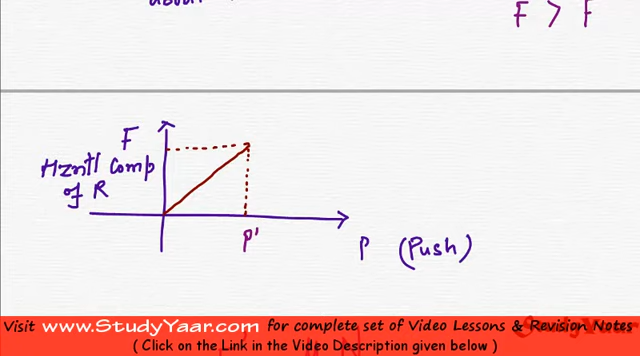 F > F
F
Hzntl Comp
of R
P'
P (Push)
Visit www.StudyYaar.com for complete set of Video Lessons & Revision Notes
( Click on the Link in the Video Description given below )